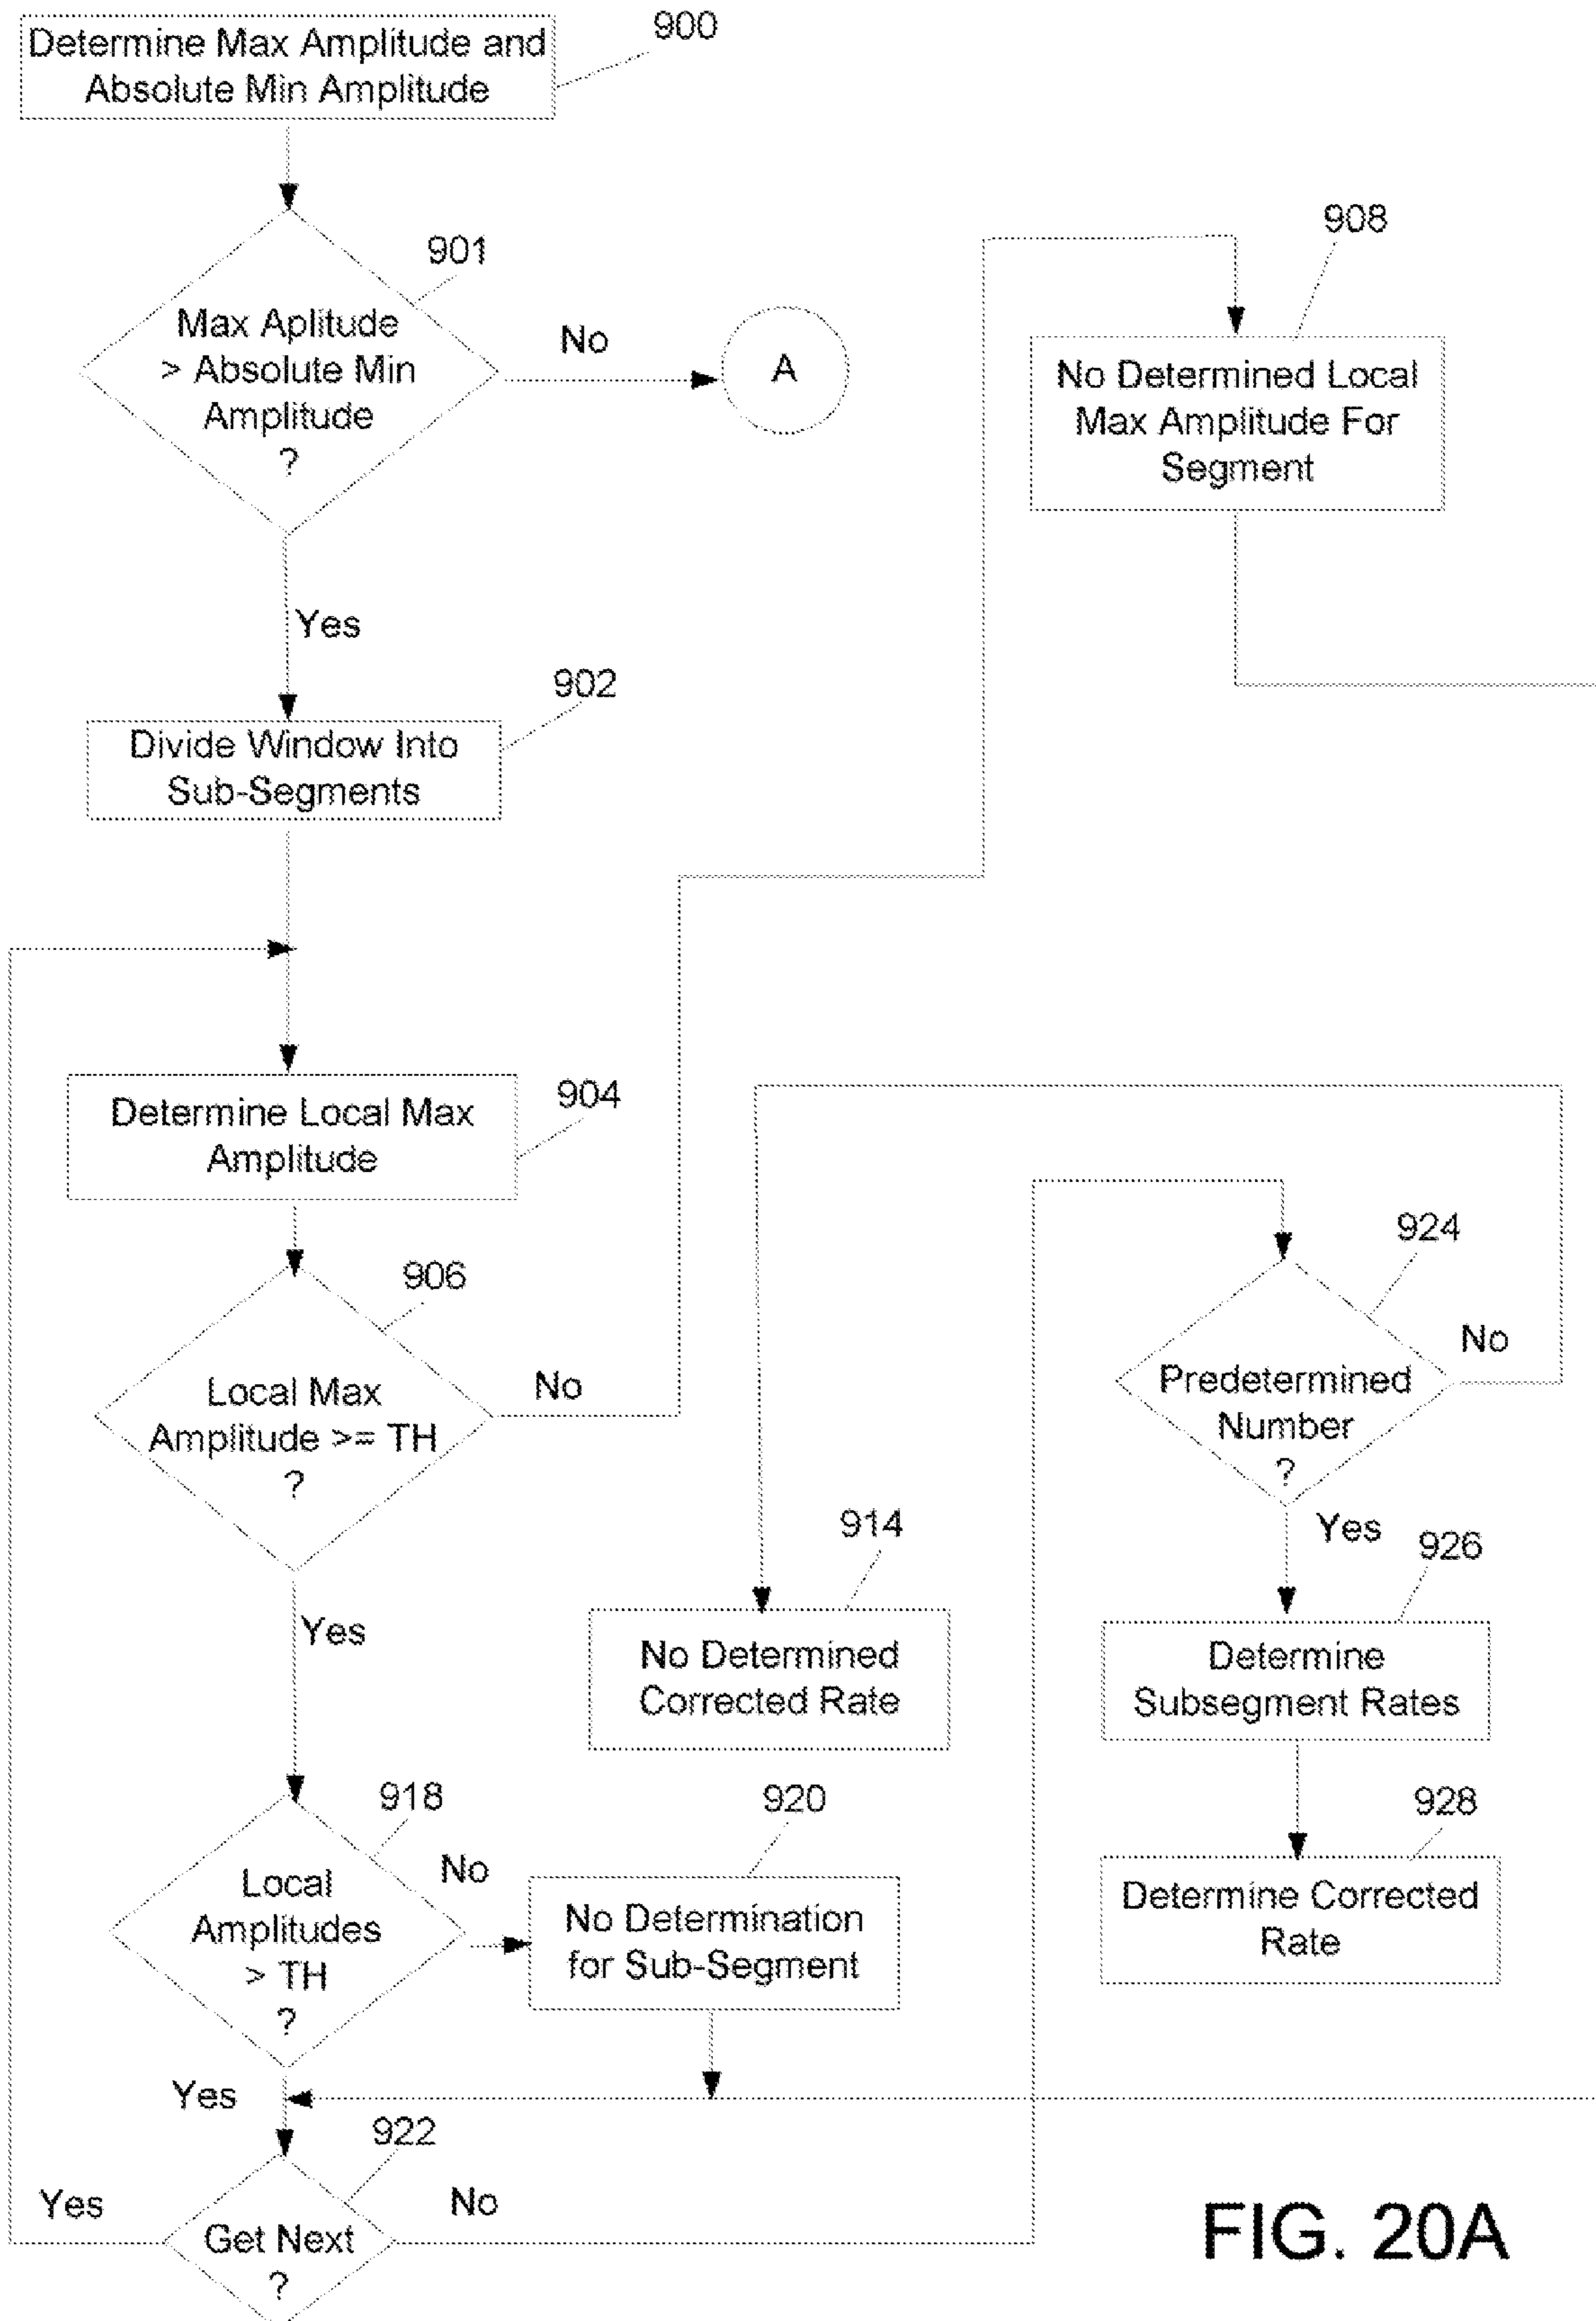 Determine Max Amplitude and
Absolute Min Amplitude
900
901
Max Aplitude
> Absolute Min
Amplitude
?
No
A
Yes
902
Divide Window Into
Sub-Segments
908
No Determined Local
Max Amplitude For
Segment
904
Determine Local Max
Amplitude
906
Local Max
Amplitude >= TH
?
No
Yes
914
No Determined
Corrected Rate
924
Predetermined
Number
?
No
Yes
926
Determine
Subsegment Rates
928
Determine Corrected
Rate
918
Local
Amplitudes
> TH
?
No
920
No Determination
for Sub-Segment
Yes
922
Get Next
?
Yes
No
FIG. 20A